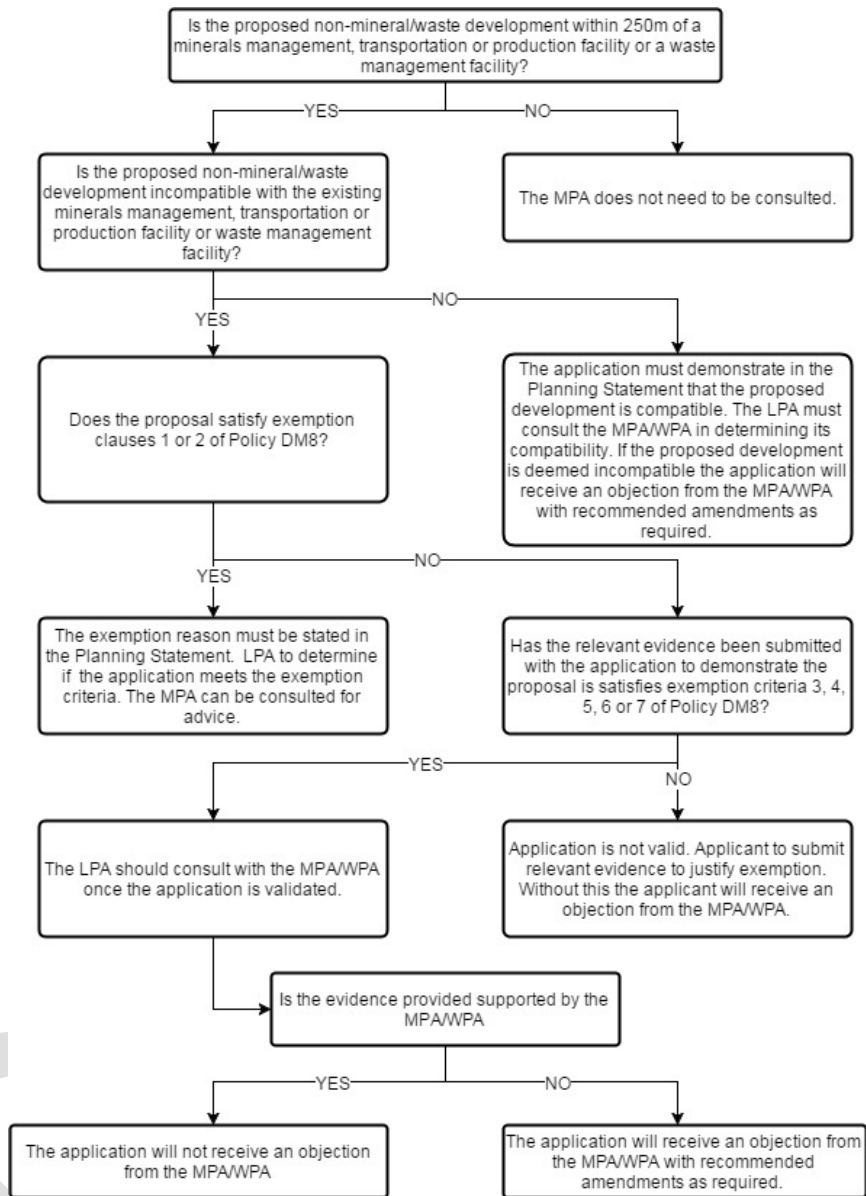 Is the proposed non-mineral/waste development within 250m of a
minerals management, transportation or production facility or a waste
management facility?
YES
NO
Is the proposed non-mineral/waste
development incompatible with the existing
minerals management, transportation or
production facility or waste management
facility?
The MPA does not need to be consulted.
NO
YES
Does the proposal satisfy exemption
clauses 1 or 2 of Policy DM8?
The application must demonstrate in the
Planning Statement that the proposed
development is compatible. The LPA must
consult the MPA/WPA in determining its
compatibility. If the proposed development
is deemed incompatible the application will
receive an objection from the MPA/WPA
with recommended amendments as
required.
NO
YES
The exemption reason must be stated in
the Planning Statement. LPA to determine
if the application meets the exemption
criteria. The MPA can be consulted for
advice.
Has the relevant evidence been submitted
with the application to demonstrate the
proposal is satisfies exemption criteria 3, 4,
5, 6 or 7 of Policy DM8?
YES
NO
The LPA should consult with the MPA/WPA
once the application is validated.
Application is not valid. Applicant to submit
relevant evidence to justify exemption.
Without this the applicant will receive an
objection from the MPA/WPA.
Is the evidence provided supported by the
MPA/WPA
YES
NO
The application will not receive an objection
from the MPA/WPA
The application will receive an objection from
the MPA/WPA with recommended
amendments as required.